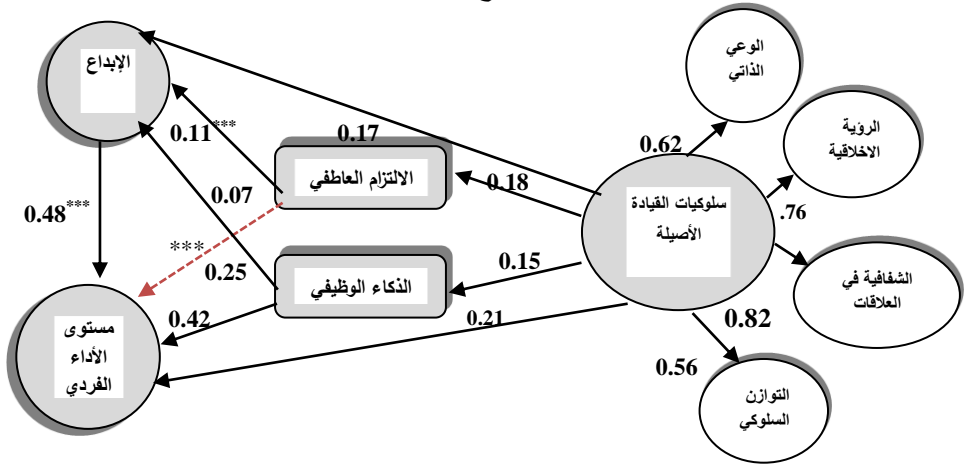 الإبداع
الوعي
الذاتي
الرؤية
الاخلاقية
0.11***
0.17
0.62
الالتزام العاطفي
0.18
سلوكيات القيادة
الأصيلة
.76
0.07
0.48***
***
0.25
0.15
الذكاء الوظيفي
الشفافية في
العلاقات
0.42
0.21
0.82
مستوى
الأداء
الفردي
0.56
التوازن
السلوكي